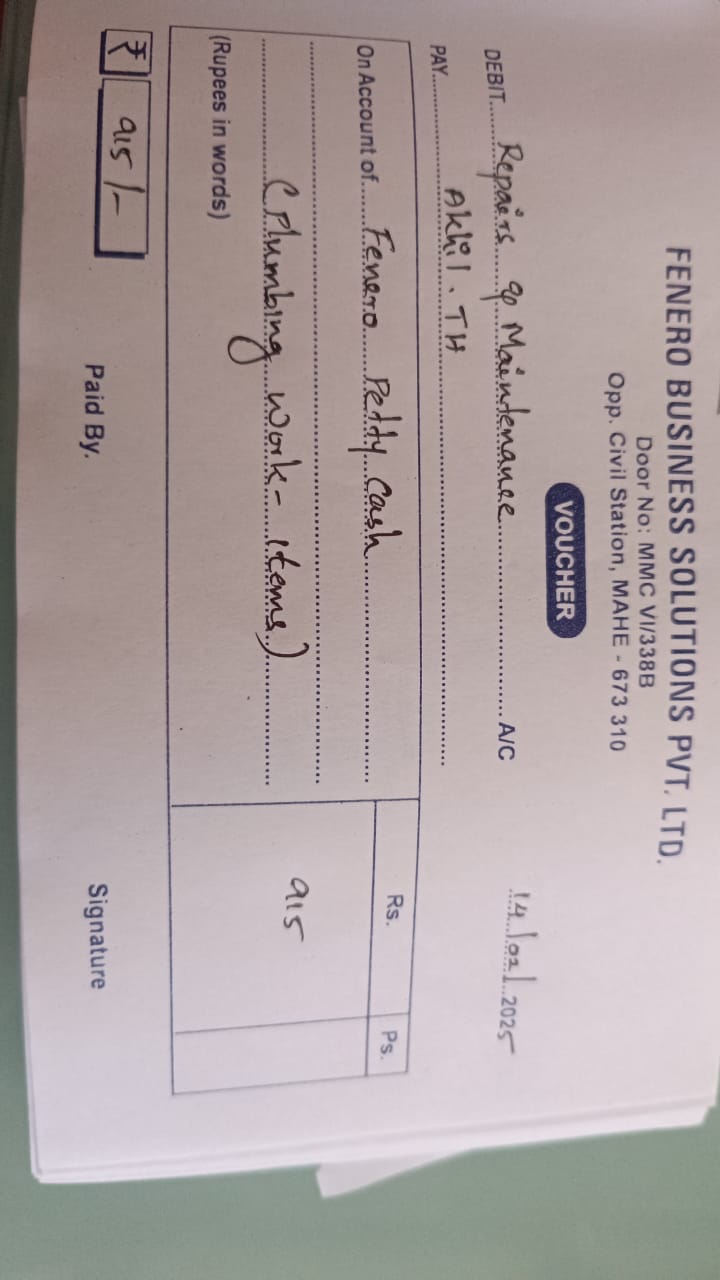 FENERO BUSINESS SOLUTIONS PVT. LTD.
Door No: MMC VI/338B
Opp. Civil Station, MAHE - 673 310
VOUCHER
14/02/2025
DEBIT Repairs & Maintenance A/C
PAY Akhil. TH
Rs. Ps.
On Account of Fenero Petty Cash
(Plumbing Work - items) 915
(Rupees in words)
₹ 915/-
Paid By. Signature